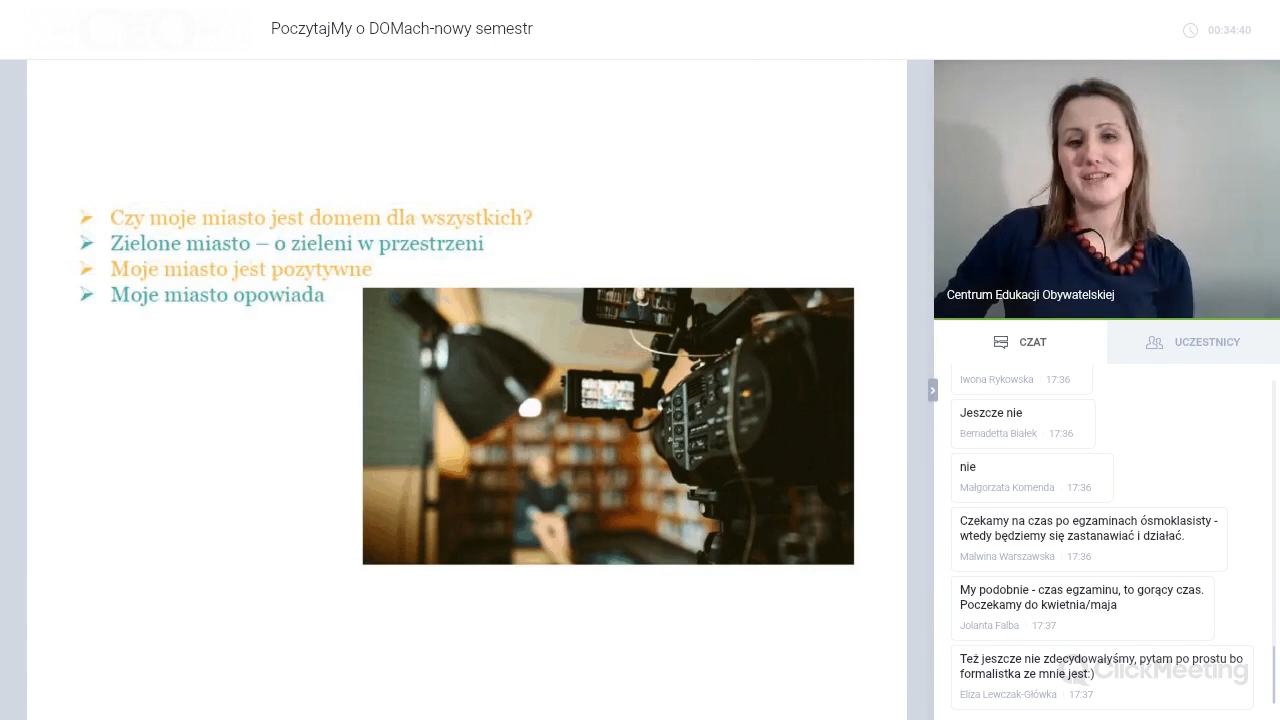 PoczytajMy o DOMach-nowy semestr
00:34:40
Czy moje miasto jest domem dla wszystkich?
Zielone miasto – o zieleni w przestrzeni
Moje miasto jest pozytywne
Moje miasto opowiada
Centrum Edukacji Obywatelskiej
CZAT
UCZESTNICY
Iwona Rykowska 17:36
Jeszcze nie
Bernadetta Białek 17:36
nie
Małgorzata Komenda 17:36
Czekamy na czas po egzaminach ósmoklasisty -
wtedy będziemy się zastanawiać i działać.
Malwina Warszawska 17:36
My podobnie - czas egzaminu, to gorący czas.
Poczekamy do kwietnia/maja
Jolanta Falba 17:37
Też jeszcze nie zdecydowałyśmy, pytam po prostu bo
formalistka ze mnie jest:)
ClickMeeting
Eliza Lewczak-Główka 17:37